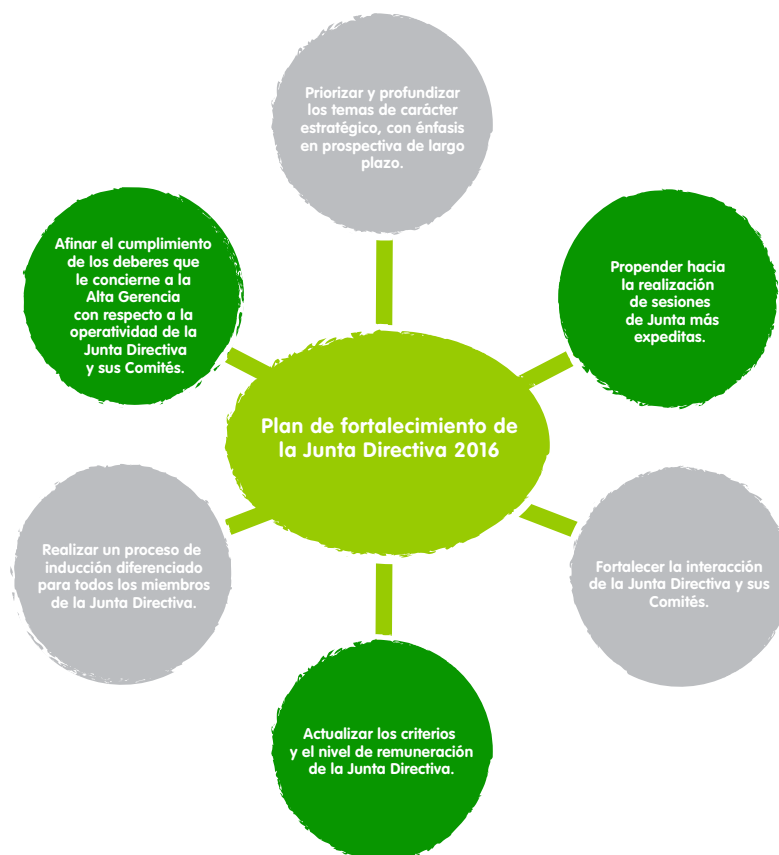 Priorizar y profundizar
los temas de carácter
estratégico, con énfasis
en prospectiva de largo
plazo.
Afinar el cumplimiento
de los deberes que
le concierne a la
Alta Gerencia
con respecto a la
operatividad de la
Junta Directiva
y sus Comités.
Propender hacia
la realización
de sesiones
de Junta más
expeditas.
Plan de fortalecimiento de
la Junta Directiva 2016
Realizar un proceso de
inducción diferenciado
para todos los miembros
de la Junta Directiva.
Fortalecer la interacción
de la Junta Directiva y sus
Comités.
Actualizar los criterios
y el nivel de remuneración
de la Junta Directiva.